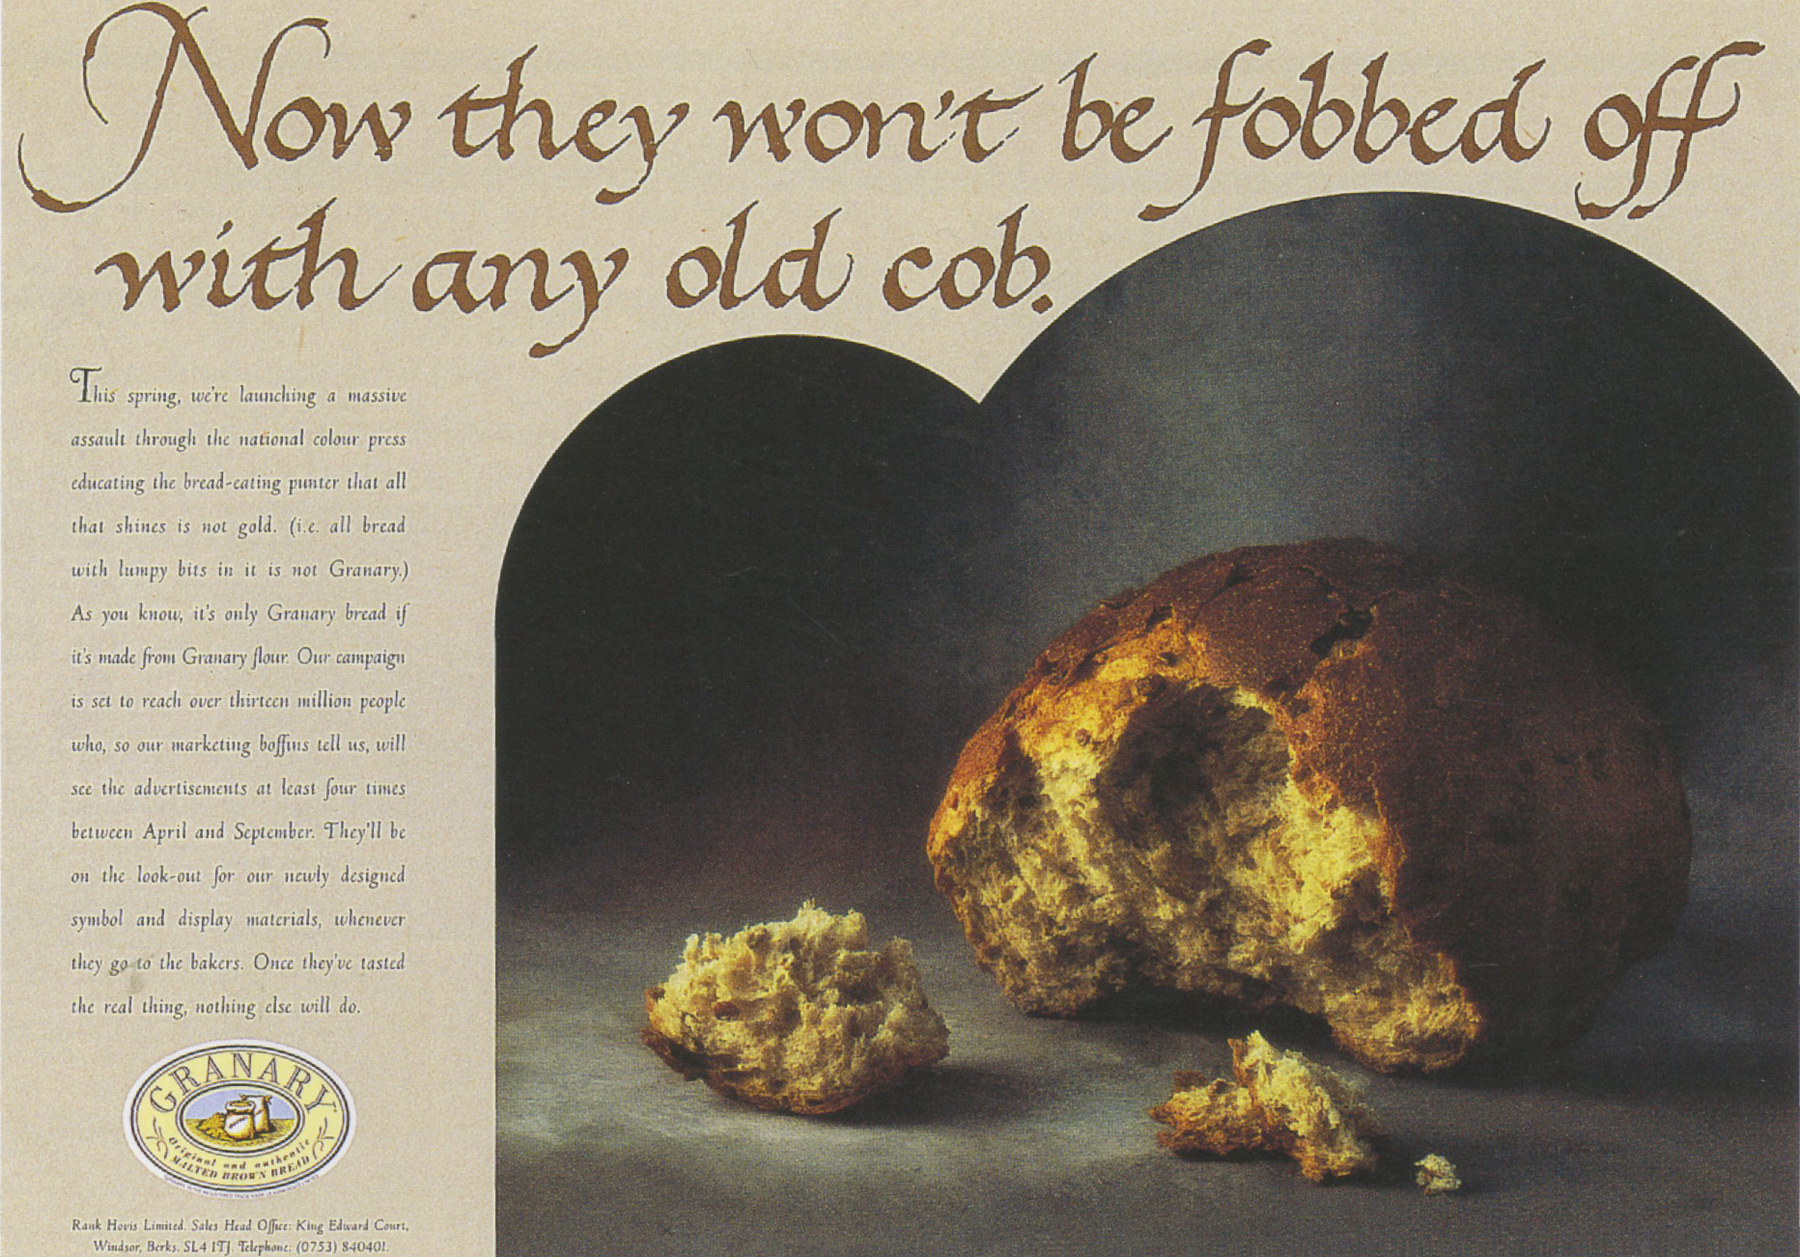 Now they won't be fobbed off
with any old cob.
This spring, we're launching a massive
assault through the national colour press
educating the bread-eating punter that all
that shines is not gold. (i.e. all bread
with lumpy bits in it is not Granary.)
As you know, it's only Granary bread if
it's made from Granary flour. Our campaign
is set to reach over thirteen million people
who, so our marketing boffins tell us, will
see the advertisements at least four times
between April and September. They'll be
on the look-out for our newly designed
symbol and display materials, whenever
they go to the bakers. Once they've tasted
the real thing, nothing else will do.
GRANARY
Original and authentic
MALTED BROWN BREAD
Rank Hovis Limited. Sales Head Office: King Edward Court,
Windsor, Berks. SL4 1TJ. Telephone: (0753) 840401.